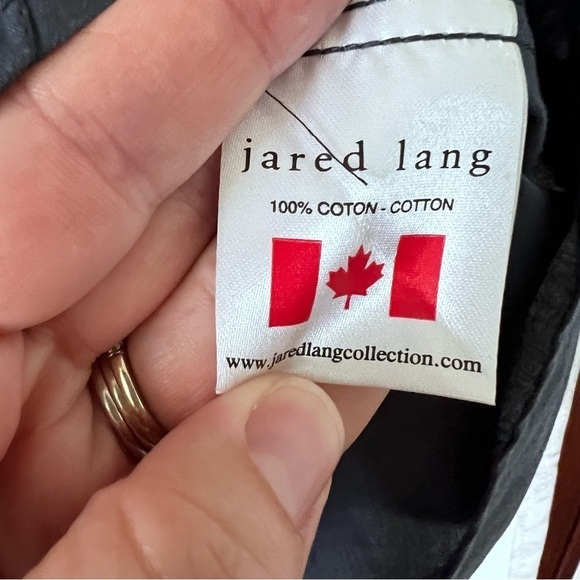 jared lang
100% COTON - COTTON
www.jaredlangcollection.com